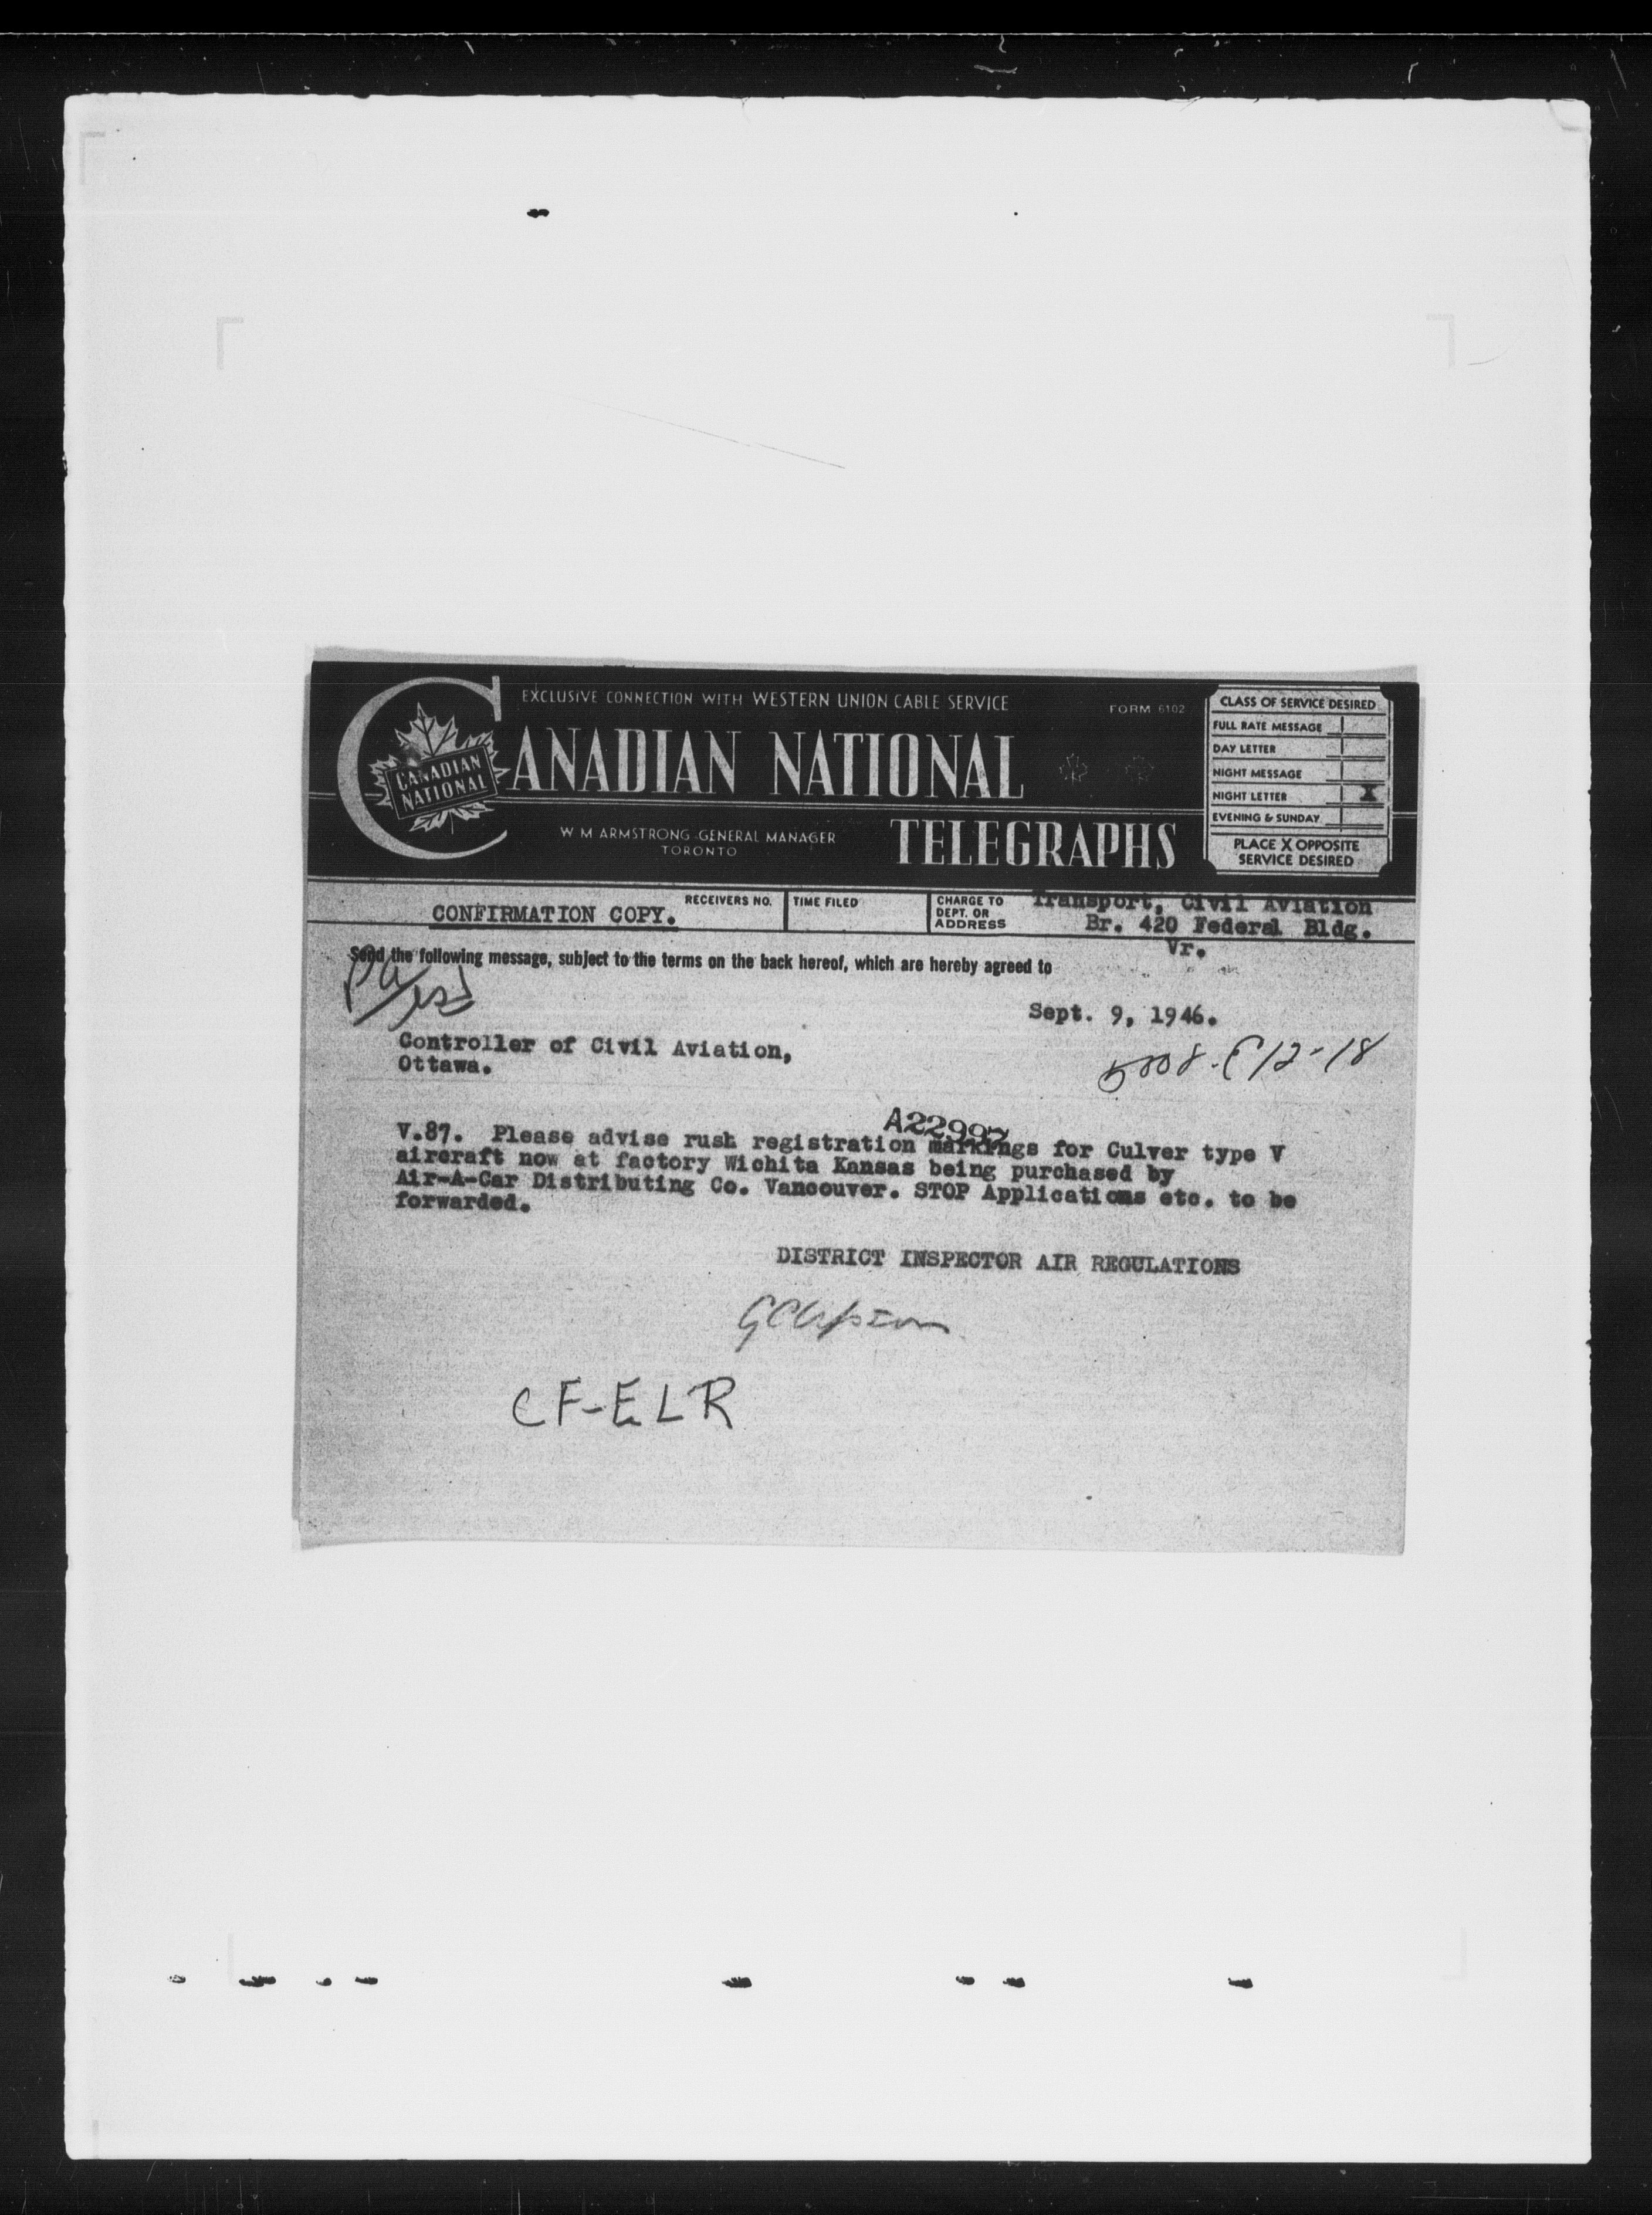 EXCLUSIVE CONNECTION WITH WESTERN UNION CABLE SERVICE
FORM 6102
CANADIAN NATIONAL
CANADIAN NATIONAL
TELEGRAPHS
W M ARMSTRONG GENERAL MANAGER
TORONTO
CLASS OF SERVICE DESIRED
FULL RATE MESSAGE
DAY LETTER
NIGHT MESSAGE
NIGHT LETTER X
EVENING & SUNDAY
PLACE X OPPOSITE
SERVICE DESIRED
CONFIRMATION COPY.
RECEIVERS NO.
TIME FILED
CHARGE TO
DEPT. OR
ADDRESS
Transport, Civil Aviation
Br. 420 Federal Bldg.
Vr.
Send the following message, subject to the terms on the back hereof, which are hereby agreed to
Sept. 9, 1946.
Controller of Civil Aviation,
Ottawa.
A22997
V.87. Please advise rush registration markings for Culver type V
aircraft now at factory Wichita Kansas being purchased by
Air-A-Car Distributing Co. Vancouver. STOP Applications etc. to be
forwarded.
DISTRICT INSPECTOR AIR REGULATIONS
CF-ELR